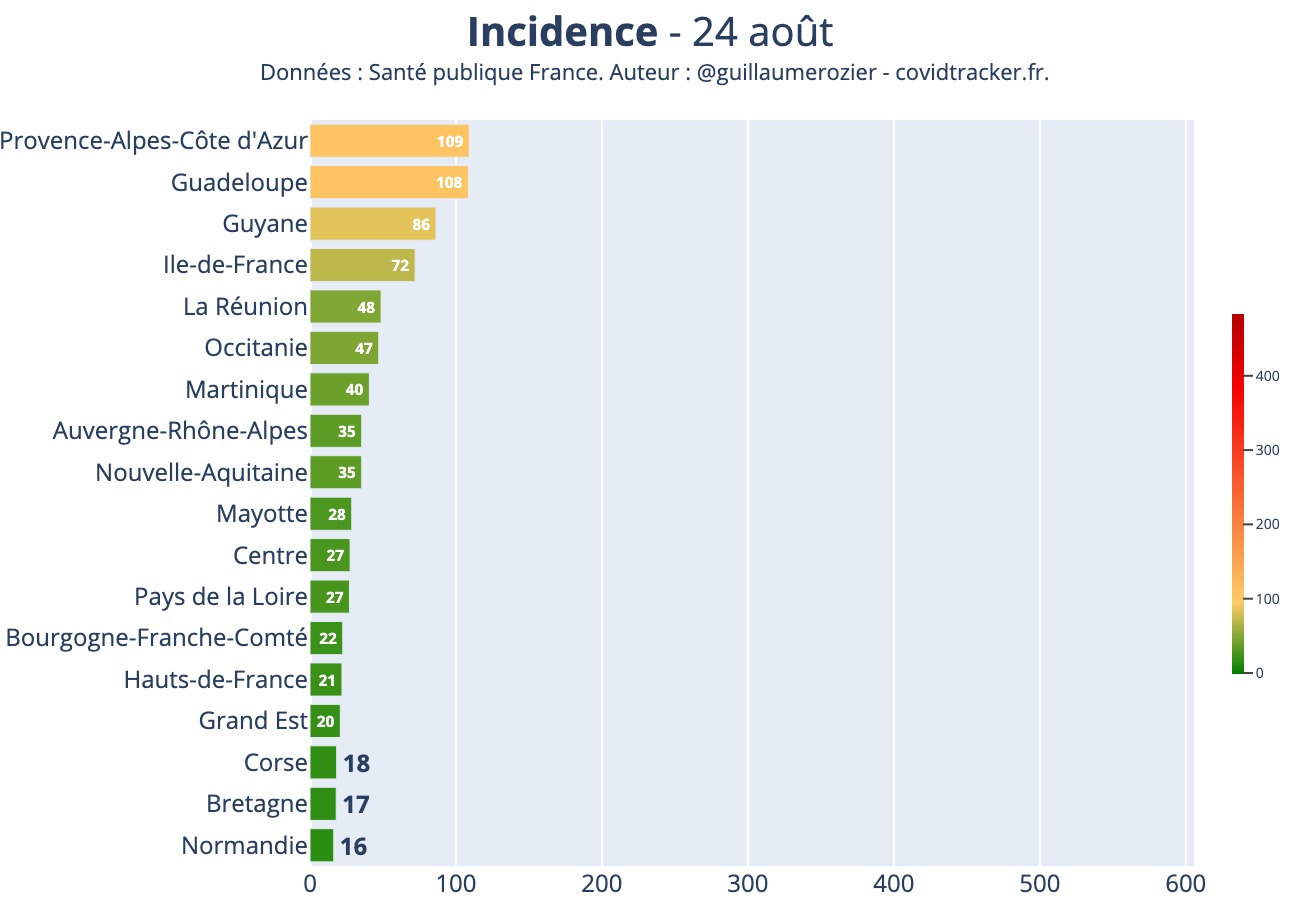 Incidence - 24 août
Données : Santé publique France. Auteur : @guillaumerozier - covidtracker.fr.
Provence-Alpes-Côte d'Azur 109
Guadeloupe 108
Guyane 86
Ile-de-France 72
La Réunion 48
Occitanie 47
Martinique 40
Auvergne-Rhône-Alpes 35
Nouvelle-Aquitaine 35
Mayotte 28
Centre 27
Pays de la Loire 27
Bourgogne-Franche-Comté 22
Hauts-de-France 21
Grand Est 20
Corse 18
Bretagne 17
Normandie 16
0 100 200 300 400 500 600
400
300
200
100
0